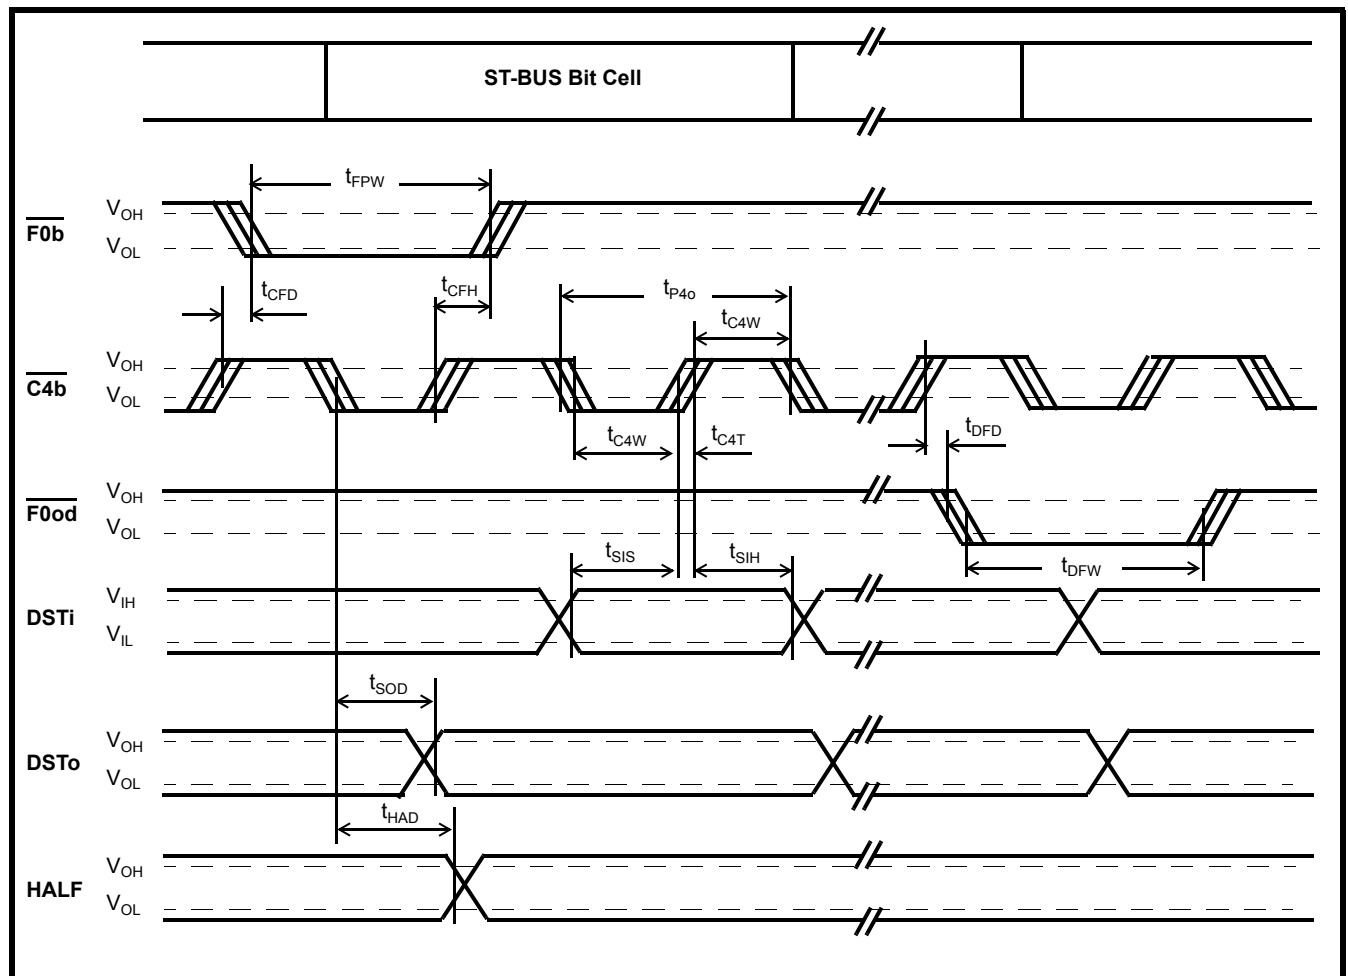 ST-BUS Bit Cell
tFPW
F0b
VOH
VOL
tCFD
tCFH
tP4o
tC4W
C4b
VOH
VOL
tC4W
tC4T
tDFD
F0od
VOH
VOL
tSIS
tSIH
tDFW
DSTi
VIH
VIL
tSOD
DSTo
VOH
VOL
tHAD
HALF
VOH
VOL